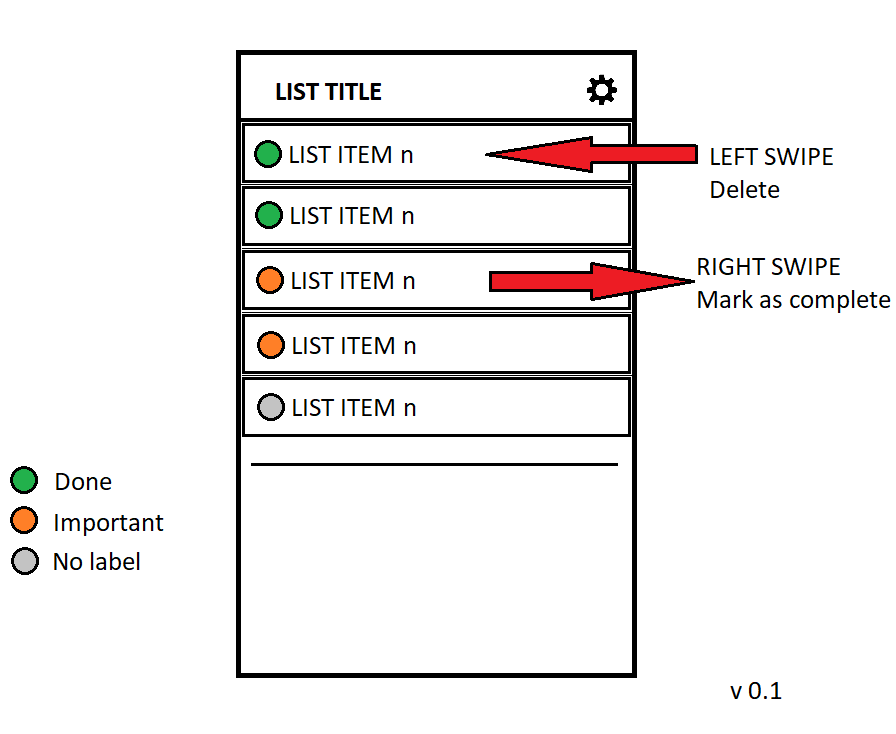 LIST TITLE
LIST ITEM n
LEFT SWIPE
Delete
LIST ITEM n
RIGHT SWIPE
LIST ITEM n
Mark as complete
LIST ITEM n
LIST ITEM n
Done
Important
No label
v 0.1